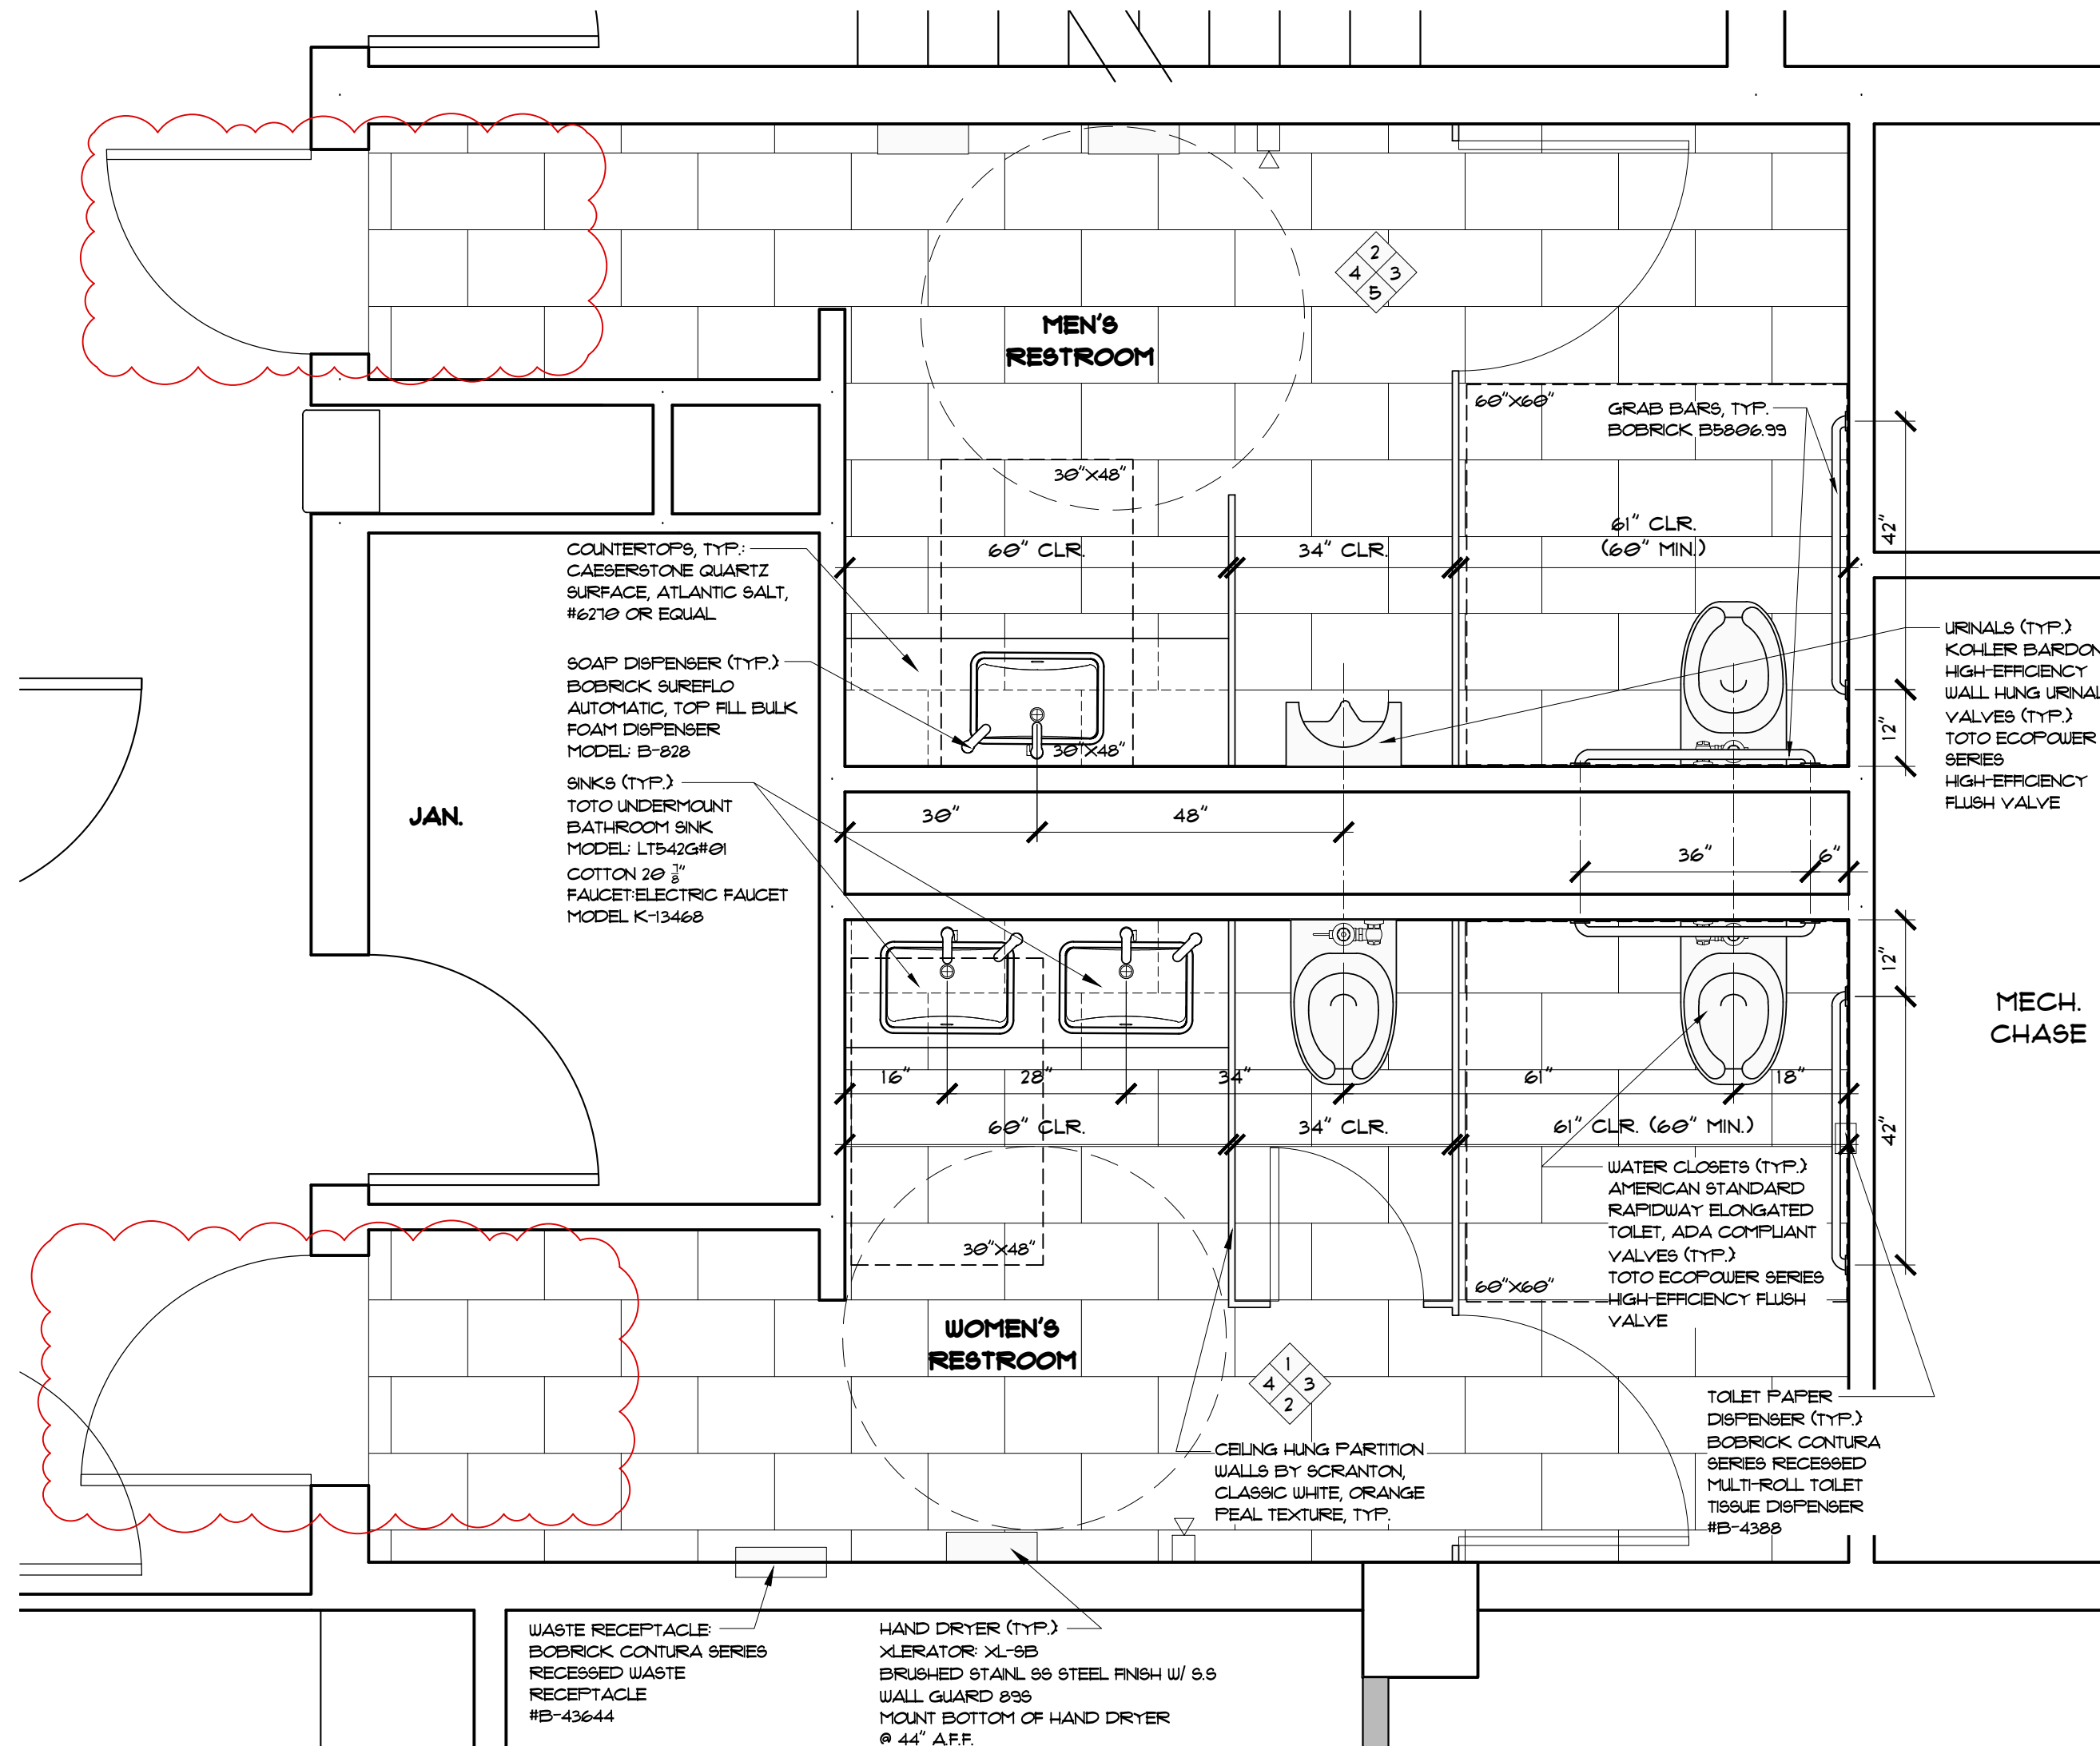 2
4 3
5
MEN'S
RESTROOM
60"X60"
GRAB BARS, TYP.
BOBRICK B5806.99
30"X48"
42"
61" CLR.
(60" MIN.)
60" CLR.
34" CLR.
COUNTERTOPS, TYP.:
CAESERSTONE QUARTZ
SURFACE, ATLANTIC SALT,
#6270 OR EQUAL
SOAP DISPENSER (TYP.):
BOBRICK SUREFLO
AUTOMATIC, TOP FILL BULK
FOAM DISPENSER
MODEL: B-828
URINALS (TYP.):
KOHLER BARDON
HIGH-EFFICIENCY
WALL HUNG URINAL
VALVES (TYP.):
TOTO ECOPOWER
SERIES
HIGH-EFFICIENCY
FLUSH VALVE
12"
30"X48"
SINKS (TYP.):
TOTO UNDERMOUNT
BATHROOM SINK
MODEL: LT542G#01
COTTON 20 7/8"
FAUCET:ELECTRIC FAUCET
MODEL K-13468
JAN.
30"
48"
36"
6"
12"
MECH.
CHASE
16"
28"
34"
61"
18"
60" CLR.
34" CLR.
61" CLR. (60" MIN.)
42"
WATER CLOSETS (TYP.):
AMERICAN STANDARD
RAPIDWAY ELONGATED
TOILET, ADA COMPLIANT
VALVES (TYP.):
TOTO ECOPOWER SERIES
HIGH-EFFICIENCY FLUSH
VALVE
30"X48"
60"X60"
WOMEN'S
RESTROOM
1
4 3
2
TOILET PAPER
DISPENSER (TYP.):
BOBRICK CONTURA
SERIES RECESSED
MULTI-ROLL TOILET
TISSUE DISPENSER
#B-4388
CEILING HUNG PARTITION
WALLS BY SCRANTON,
CLASSIC WHITE, ORANGE
PEAL TEXTURE, TYP.
WASTE RECEPTACLE:
BOBRICK CONTURA SERIES
RECESSED WASTE
RECEPTACLE
#B-43644
HAND DRYER (TYP.):
XLERATOR: XL-SB
BRUSHED STAINL SS STEEL FINISH W/ S.S
WALL GUARD 89S
MOUNT BOTTOM OF HAND DRYER
@ 44" A.F.F.